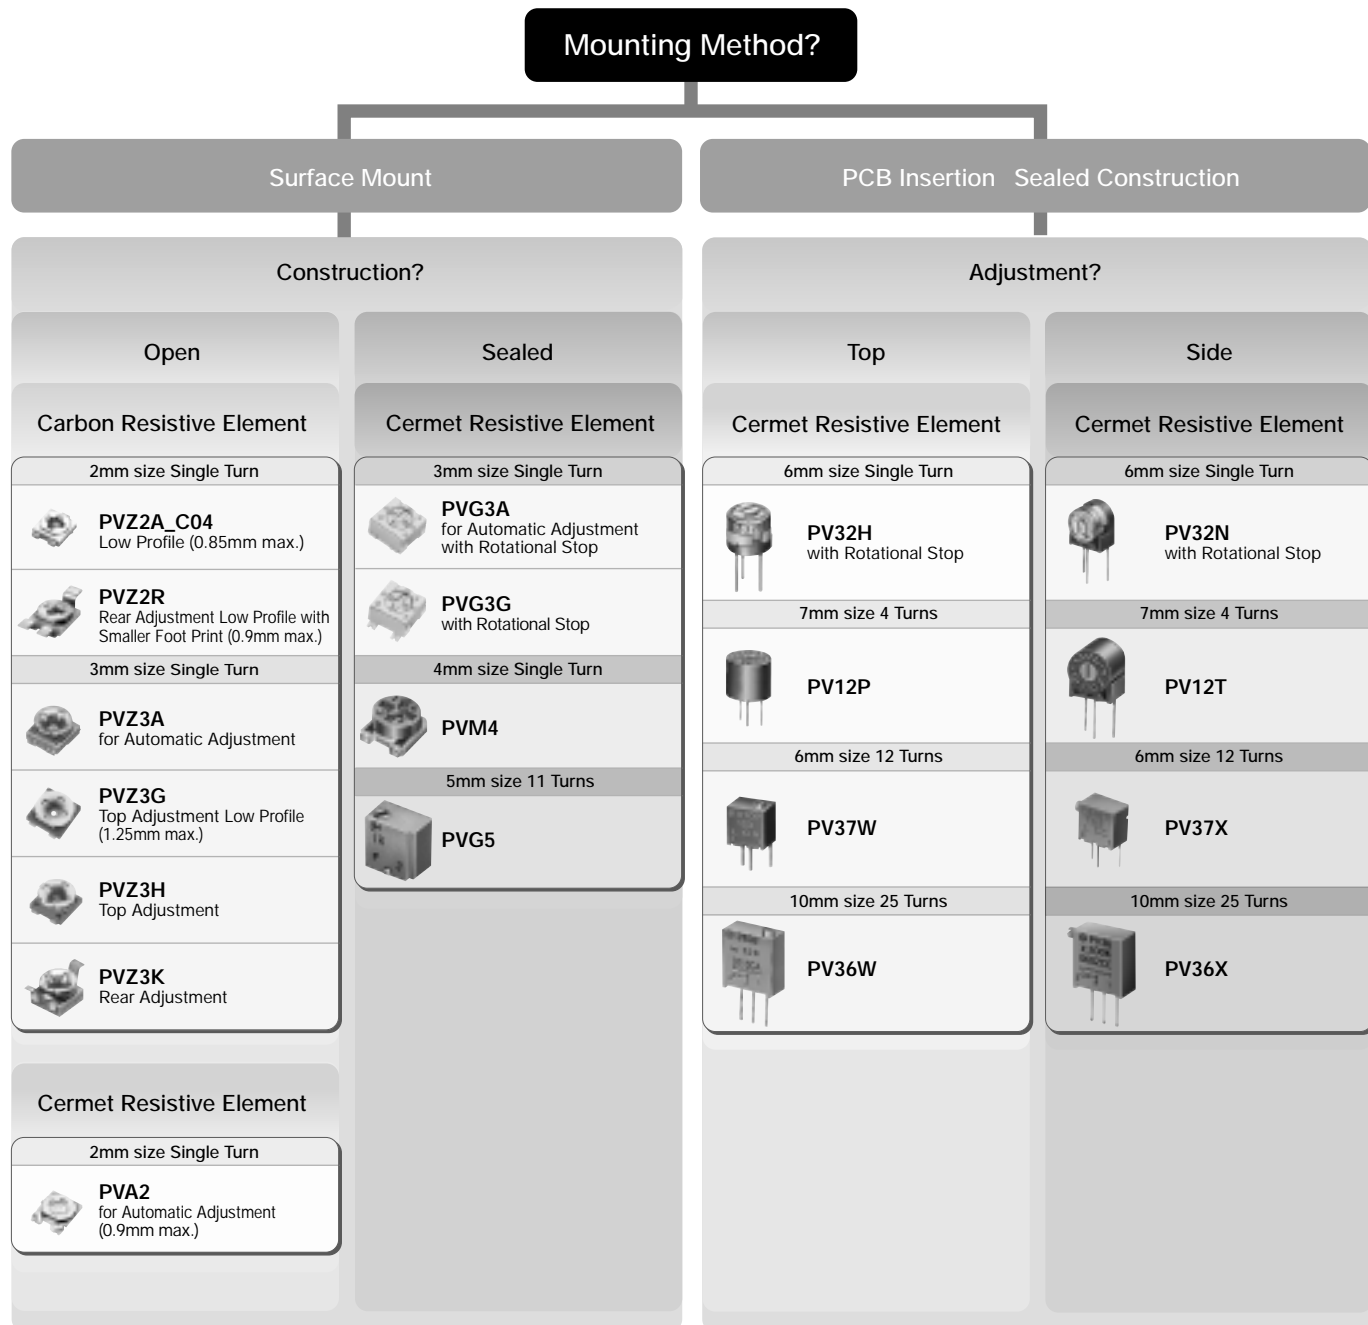 Mounting Method?
Surface Mount
PCB Insertion Sealed Construction
Construction?
Adjustment?
Open
Carbon Resistive Element
2mm size Single Turn
PVZ2A_C04
Low Profile (0.85mm max.)
PVZ2R
Rear Adjustment Low Profile with
Smaller Foot Print (0.9mm max.)
3mm size Single Turn
PVZ3A
for Automatic Adjustment
PVZ3G
Top Adjustment Low Profile
(1.25mm max.)
PVZ3H
Top Adjustment
PVZ3K
Rear Adjustment
Cermet Resistive Element
2mm size Single Turn
PVA2
for Automatic Adjustment
(0.9mm max.)
Sealed
Cermet Resistive Element
3mm size Single Turn
PVG3A
for Automatic Adjustment
with Rotational Stop
PVG3G
with Rotational Stop
4mm size Single Turn
PVM4
5mm size 11 Turns
PVG5
Top
Cermet Resistive Element
6mm size Single Turn
PV32H
with Rotational Stop
7mm size 4 Turns
PV12P
6mm size 12 Turns
PV37W
10mm size 25 Turns
PV36W
Side
Cermet Resistive Element
6mm size Single Turn
PV32N
with Rotational Stop
7mm size 4 Turns
PV12T
6mm size 12 Turns
PV37X
10mm size 25 Turns
PV36X